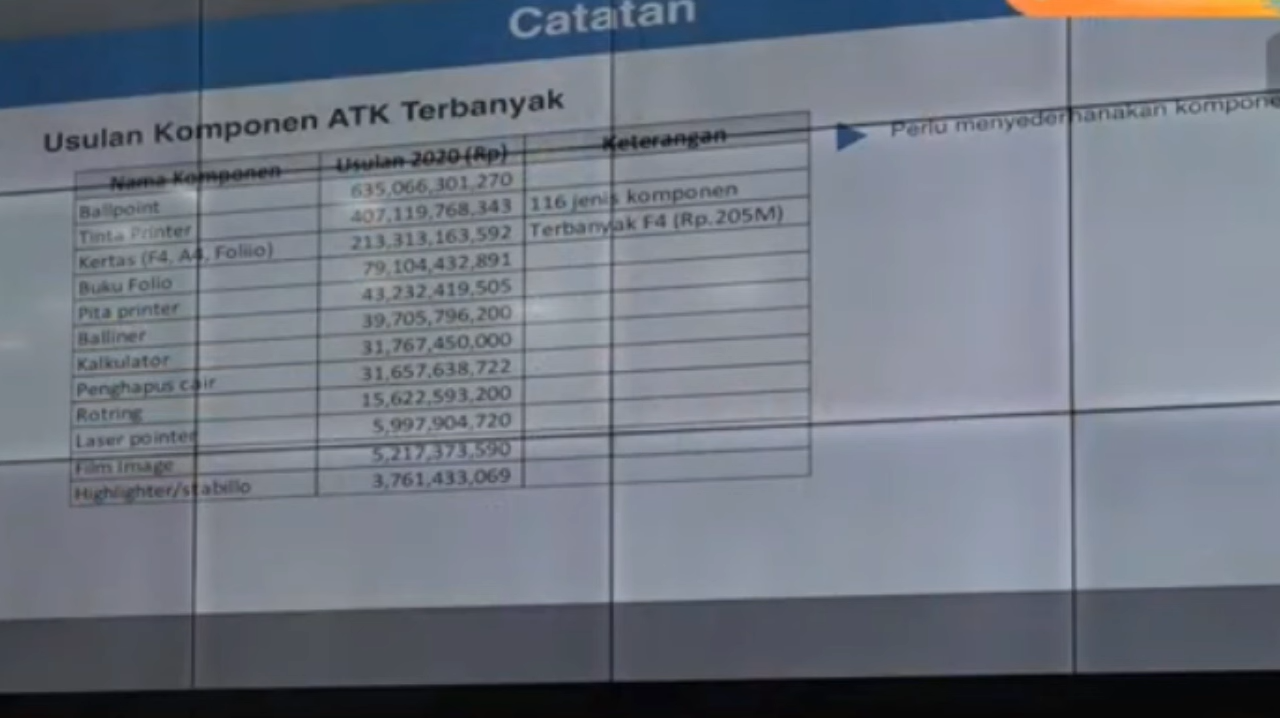 Catatan
Usulan Komponen ATK Terbanyak
Nama Komponen Usulan 2020 (Rp) Keterangan
Ballpoint 635,066,301,270
Tinta Printer 407,119,768,343 116 jenis komponen
Kertas (F4, A4, Folio) 213,313,163,592 Terbanyak F4 (Rp.205M)
Buku Folio 79,104,432,891
Pita printer 43,232,419,505
Balliner 39,705,796,200
Kalkulator 31,767,450,000
Penghapus cair 31,657,638,722
Rotring 15,622,593,200
Laser pointer 5,997,904,720
Film Image 5,217,373,590
Highlighter/stabillo 3,761,433,069
Perlu menyederhanakan kompone